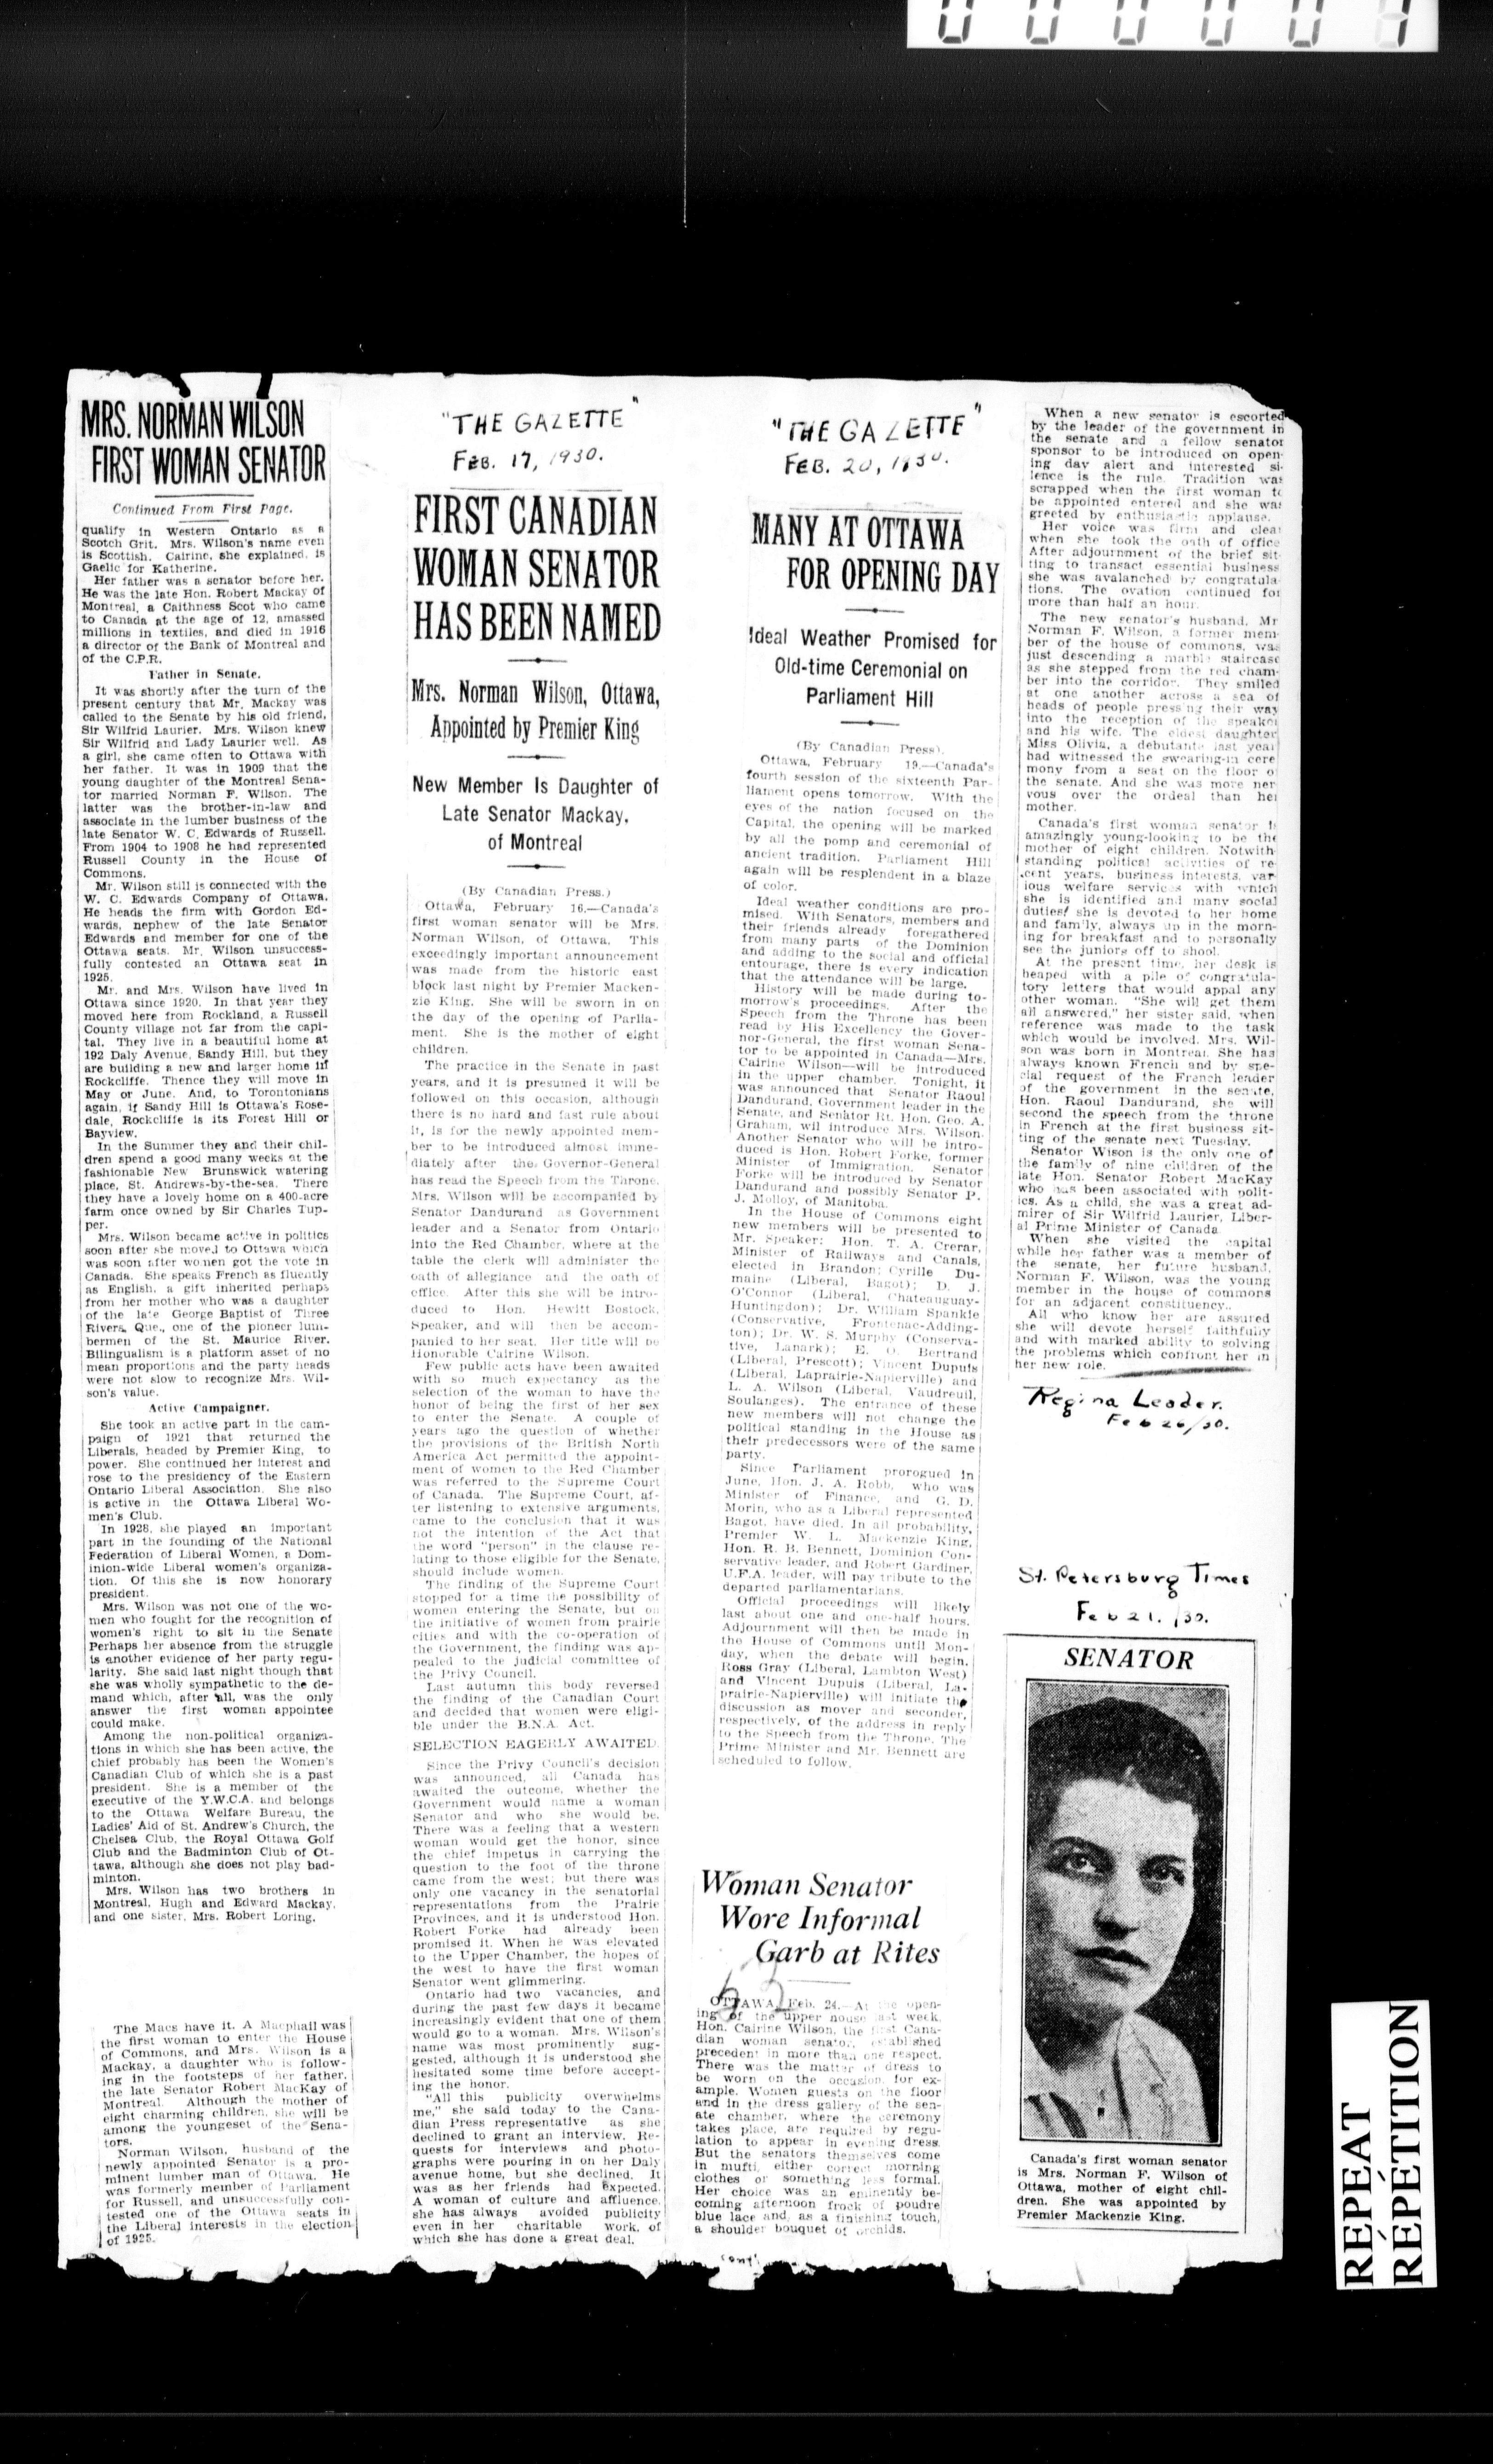 MRS. NORMAN WILSON
FIRST WOMAN SENATOR
Continued From First Page.
qualify in Western Ontario as a
Scotch Grit. Mrs. Wilson's name even
is Scottish. Cairine, she explained, is
Gaelic for Katherine.
Her father was a senator before her.
He was the late Hon. Robert Mackay of
Montreal, a Caithness Scot who came
to Canada at the age of 12, amassed
millions in textiles, and died in 1916
a director of the Bank of Montreal and
of the C.P.R.
Father in Senate.
It was shortly after the turn of the
present century that Mr. Mackay was
called to the Senate by his old friend,
Sir Wilfrid Laurier. Mrs. Wilson knew
Sir Wilfrid and Lady Laurier well. As
a girl, she came often to Ottawa with
her father. It was in 1909 that the
young daughter of the Montreal Sena-
tor married Norman F. Wilson. The
latter was the brother-in-law and
associate in the lumber business of the
late Senator W. C. Edwards of Russell.
From 1904 to 1908 he had represented
Russell County in the House of
Commons.
Mr. Wilson still is connected with the
W. C. Edwards Company of Ottawa.
He heads the firm with Gordon Ed-
wards, nephew of the late Senator
Edwards and member for one of the
Ottawa seats. Mr. Wilson unsuccess-
fully contested an Ottawa seat in
1925.
Mr. and Mrs. Wilson have lived in
Ottawa since 1920. In that year they
moved here from Rockland, a Russell
County village not far from the capi-
tal. They live in a beautiful home at
192 Daly Avenue, Sandy Hill, but they
are building a new and larger home in
Rockcliffe. Thence they will move in
May or June. And, to Torontonians
again, if Sandy Hill is Ottawa's Rose-
dale, Rockcliffe is its Forest Hill or
Bayview.
In the Summer they and their chil-
dren spend a good many weeks at the
fashionable New Brunswick watering
place, St. Andrews-by-the-sea. There
they have a lovely home on a 400-acre
farm once owned by Sir Charles Tup-
per.
Mrs. Wilson became active in politics
soon after she moved to Ottawa which
was soon after women got the vote in
Canada. She speaks French as fluently
as English, a gift inherited perhaps
from her mother who was a daughter
of the late George Baptist of Three
Rivers, Que., one of the pioneer lum-
bermen of the St. Maurice River.
Bilingualism is a platform asset of no
mean proportions and the party heads
were not slow to recognize Mrs. Wil-
son's value.
Active Campaigner.
She took an active part in the cam-
paign of 1921 that returned the
Liberals, headed by Premier King, to
power. She continued her interest and
rose to the presidency of the Eastern
Ontario Liberal Association. She also
is active in the Ottawa Liberal Wo-
men's Club.
In 1928, she played an important
part in the founding of the National
Federation of Liberal Women, a Dom-
inion-wide Liberal women's organiza-
tion. Of this she is now honorary
president.
Mrs. Wilson was not one of the wo-
men who fought for the recognition of
women's right to sit in the Senate
Perhaps her absence from the struggle
is another evidence of her party regu-
larity. She said last night though that
she was wholly sympathetic to the de-
mand which, after all, was the only
answer the first woman appointee
could make.
Among the non-political organiza-
tions in which she has been active, the
chief probably has been the Women's
Canadian Club of which she is a past
president. She is a member of the
executive of the Y.W.C.A. and belongs
to the Ottawa Welfare Bureau, the
Ladies' Aid of St. Andrew's Church, the
Chelsea Club, the Royal Ottawa Golf
Club and the Badminton Club of Ot-
tawa, although she does not play bad-
minton.
Mrs. Wilson has two brothers in
Montreal, Hugh and Edward Mackay,
and one sister, Mrs. Robert Loring.
The Macs have it. A Macphail was
the first woman to enter the House
of Commons, and Mrs. Wilson is a
Mackay, a daughter who is follow-
ing in the footsteps of her father,
the late Senator Robert MacKay of
Montreal. Although the mother of
eight charming children, she will be
among the youngeset of the Sena-
tors.
Norman Wilson, husband of the
newly appointed Senator is a pro-
minent lumber man of Ottawa. He
was formerly member of Parliament
for Russell, and unsuccessfully con-
tested one of the Ottawa seats in
the Liberal interests in the election
of 1925.
"THE GAZETTE"
FEB. 17, 1930.
FIRST CANADIAN
WOMAN SENATOR
HAS BEEN NAMED
Mrs. Norman Wilson, Ottawa,
Appointed by Premier King
New Member Is Daughter of
Late Senator Mackay,
of Montreal
(By Canadian Press.)
Ottawa, February 16.—Canada's
first woman senator will be Mrs.
Norman Wilson, of Ottawa. This
exceedingly important announcement
was made from the historic east
block last night by Premier Macken-
zie King. She will be sworn in on
the day of the opening of Parlia-
ment. She is the mother of eight
children.
The practice in the Senate in past
years, and it is presumed it will be
followed on this occasion, although
there is no hard and fast rule about
it, is for the newly appointed mem-
ber to be introduced almost imme-
diately after the Governor-General
has read the Speech from the Throne.
Mrs. Wilson will be accompanied by
Senator Dandurand as Government
leader and a Senator from Ontario
into the Red Chamber, where at the
table the clerk will administer the
oath of allegiance and the oath of
office. After this she will be intro-
duced to Hon. Hewitt Bostock,
Speaker, and will then be accom-
panied to her seat. Her title will be
Honorable Cairine Wilson.
Few public acts have been awaited
with so much expectancy as the
selection of the woman to have the
honor of being the first of her sex
to enter the Senate. A couple of
years ago the question of whether
the provisions of the British North
America Act permitted the appoint-
ment of women to the Red Chamber
was referred to the Supreme Court
of Canada. The Supreme Court, af-
ter listening to extensive arguments,
came to the conclusion that it was
not the intention of the Act that
the word "person" in the clause re-
lating to those eligible for the Senate,
should include women.
The finding of the Supreme Court
stopped for a time the possibility of
women entering the Senate, but on
the initiative of women from prairie
cities and with the co-operation of
the Government, the finding was ap-
pealed to the judicial committee of
the Privy Council.
Last autumn this body reversed
the finding of the Canadian Court
and decided that women were eligi-
ble under the B.N.A. Act.
SELECTION EAGERLY AWAITED.
Since the Privy Council's decision
was announced, all Canada has
awaited the outcome, whether the
Government would name a woman
Senator and who she would be.
There was a feeling that a western
woman would get the honor, since
the chief impetus in carrying the
question to the foot of the throne
came from the west; but there was
only one vacancy in the senatorial
representations from the Prairie
Provinces, and it is understood Hon.
Robert Forke had already been
promised it. When he was elevated
to the Upper Chamber, the hopes of
the west to have the first woman
Senator went glimmering.
Ontario had two vacancies, and
during the past few days it became
increasingly evident that one of them
would go to a woman. Mrs. Wilson's
name was most prominently sug-
gested, although it is understood she
hesitated some time before accept-
ing the honor.
"All this publicity overwhelms
me," she said today to the Cana-
dian Press representative as she
declined to grant an interview. Re-
quests for interviews and photo-
graphs were pouring in on her Daly
avenue home, but she declined. It
was as her friends had expected.
A woman of culture and affluence,
she has always avoided publicity
even in her charitable work, of
which she has done a great deal.
"THE GAZETTE"
FEB. 20, 1930.
MANY AT OTTAWA
FOR OPENING DAY
Ideal Weather Promised for
Old-time Ceremonial on
Parliament Hill
(By Canadian Press).
Ottawa, February 19.—Canada's
fourth session of the sixteenth Par-
liament opens tomorrow. With the
eyes of the nation focused on the
Capital, the opening will be marked
by all the pomp and ceremonial of
ancient tradition. Parliament Hill
again will be resplendent in a blaze
of color.
Ideal weather conditions are pro-
mised. With Senators, members and
their friends already foregathered
from many parts of the Dominion
and adding to the social and official
entourage, there is every indication
that the attendance will be large.
History will be made during to-
morrow's proceedings. After the
Speech from the Throne has been
read by His Excellency the Gover-
nor-General, the first woman Sena-
tor to be appointed in Canada—Mrs.
Cairine Wilson—will be introduced
in the upper chamber. Tonight, it
was announced that Senator Raoul
Dandurand, Government leader in the
Senate, and Senator Rt. Hon. Geo. A.
Graham, wil introduce Mrs. Wilson.
Another Senator who will be intro-
duced is Hon. Robert Forke, former
Minister of Immigration. Senator
Forke will be introduced by Senator
Dandurand and possibly Senator P.
J. Molloy, of Manitoba.
In the House of Commons eight
new members will be presented to
Mr. Speaker: Hon. T. A. Crerar,
Minister of Railways and Canals,
elected in Brandon; Cyrille Du-
maine (Liberal, Bagot); D. J.
O'Connor (Liberal, Chateauguay-
Huntingdon); Dr. William Spankie
(Conservative, Frontenac-Adding-
ton); Dr. W. S. Murphy (Conserva-
tive, Lanark); E. O. Bertrand
(Liberal, Prescott); Vincent Dupuis
(Liberal, Laprairie-Napierville) and
L. A. Wilson (Liberal, Vaudreuil,
Soulanges). The entrance of these
new members will not change the
political standing in the House as
their predecessors were of the same
party.
Since Parliament prorogued in
June, Hon. J. A. Robb, who was
Minister of Finance, and G. D.
Morin, who as a Liberal represented
Bagot, have died. In all probability,
Premier W. L. Mackenzie King,
Hon. R. B. Bennett, Dominion Con-
servative leader, and Robert Gardiner,
U.F.A. leader, will pay tribute to the
departed parliamentarians.
Official proceedings will likely
last about one and one-half hours.
Adjournment will then be made in
the House of Commons until Mon-
day, when the debate will begin.
Ross Gray (Liberal, Lambton West)
and Vincent Dupuis (Liberal, La-
prairie-Napierville) will initiate the
discussion as mover and seconder,
respectively, of the address in reply
to the Speech from the Throne. The
Prime Minister and Mr. Bennett are
scheduled to follow.
Woman Senator
Wore Informal
Garb at Rites
OTTAWA, Feb. 24.—At the open-
ing of the upper house last week,
Hon. Cairine Wilson, the first Cana-
dian woman senator, established
precedent in more than one respect.
There was the matter of dress to
be worn on the occasion, for ex-
ample. Women guests on the floor
and in the dress gallery of the sen-
ate chamber, where the ceremony
takes place, are required by regu-
lation to appear in evening dress.
But the senators themselves come
in mufti, either correct morning
clothes or something less formal.
Her choice was an eminently be-
coming afternoon frock of poudre
blue lace and, as a finishing touch,
a shoulder bouquet of orchids.
cont'
When a new senator is escorted
by the leader of the government in
the senate and a fellow senator
sponsor to be introduced on open-
ing day alert and interested si-
lence is the rule. Tradition was
scrapped when the first woman to
be appointed entered and she was
greeted by enthusiastic applause.
Her voice was firm and clear
when she took the oath of office
After adjournment of the brief sit-
ting to transact essential business
she was avalanched by congratula-
tions. The ovation continued for
more than half an hour.
The new senator's husband, Mr
Norman F. Wilson, a former mem-
ber of the house of commons, was
just descending a marble staircase
as she stepped from the red cham-
ber into the corridor. They smiled
at one another across a sea of
heads of people pressing their way
into the reception of the speaker
and his wife. The eldest daughter
Miss Olivia, a debutante last year
had witnessed the swearing-in cere
mony from a seat on the floor of
the senate. And she was more ner
vous over the ordeal than her
mother.
Canada's first woman senator is
amazingly young-looking to be the
mother of eight children. Notwith-
standing political activities of re-
cent years, business interests, var-
ious welfare services with which
she is identified and many social
duties/ she is devoted to her home
and family, always up in the morn-
ing for breakfast and to personally
see the juniors off to shool.
At the present time, her desk is
heaped with a pile of congratula-
tory letters that would appal any
other woman. "She will get them
all answered," her sister said, when
reference was made to the task
which would be involved. Mrs. Wil-
son was born in Montreal. She has
always known French and by spe-
cial request of the French leader
of the government in the senate,
Hon. Raoul Dandurand, she will
second the speech from the throne
in French at the first business sit-
ting of the senate next Tuesday.
Senator Wison is the only one of
the family of nine children of the
late Hon. Senator Robert MacKay
who has been associated with polit-
ics. As a child, she was a great ad-
mirer of Sir Wilfrid Laurier, Liber-
al Prime Minister of Canada.
When she visited the capital
while her father was a member of
the senate, her future husband,
Norman F. Wilson, was the young
member in the house of commons
for an adjacent constituency..
All who know her are assured
she will devote herself faithfully
and with marked ability to solving
the problems which confront her in
her new role.
Regina Leader.
Feb 26/30.
St. Petersburg Times
Feb 21. /30.
SENATOR
Canada's first woman senator
is Mrs. Norman F. Wilson of
Ottawa, mother of eight chil-
dren. She was appointed by
Premier Mackenzie King.
REPEAT
RÉPÉTITION